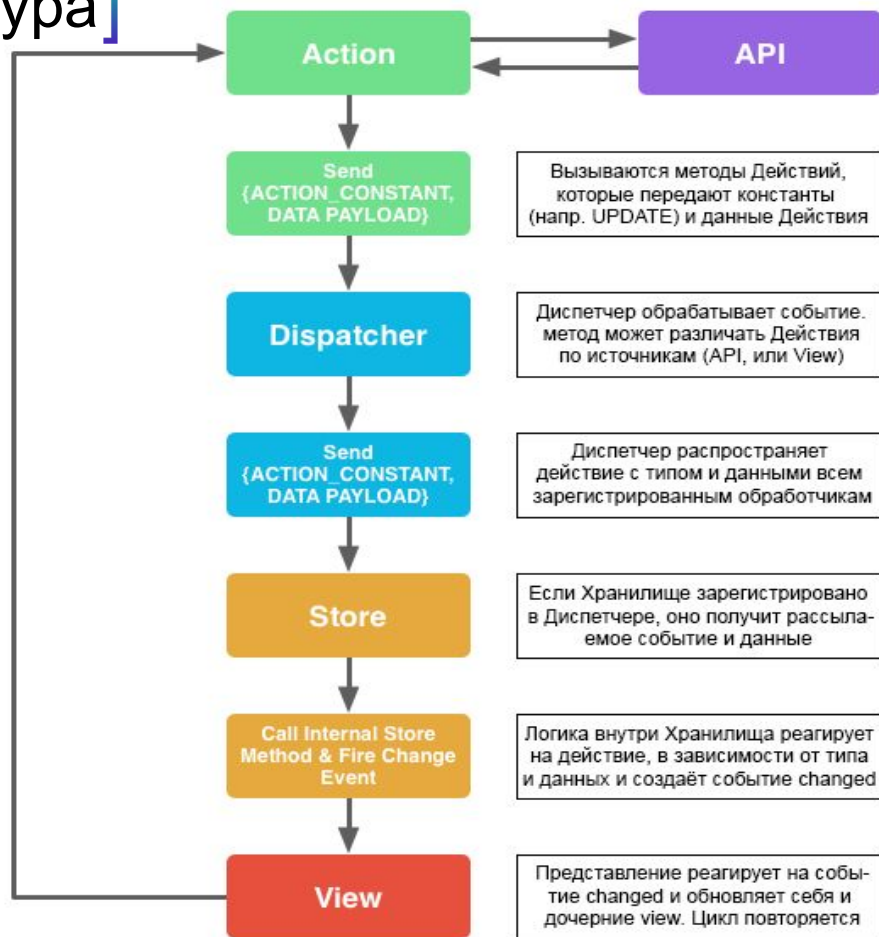 ура]
Action
API
Send
{ACTION_CONSTANT,
DATA PAYLOAD}
Вызываются методы Действий,
которые передают константы
(напр. UPDATE) и данные Действия
Dispatcher
Диспетчер обрабатывает событие.
метод может различать Действия
по источникам (API, или View)
Send
{ACTION_CONSTANT,
DATA PAYLOAD}
Диспетчер распространяет
действие с типом и данными всем
зарегистрированным обработчикам
Store
Если Хранилище зарегистрировано
в Диспетчере, оно получит рассыла-
емое событие и данные
Call Internal Store
Method & Fire Change
Event
Логика внутри Хранилища реагирует
на действие, в зависимости от типа
и данных и создаёт событие changed
View
Представление реагирует на собы-
тие changed и обновляет себя и
дочерние view. Цикл повторяется